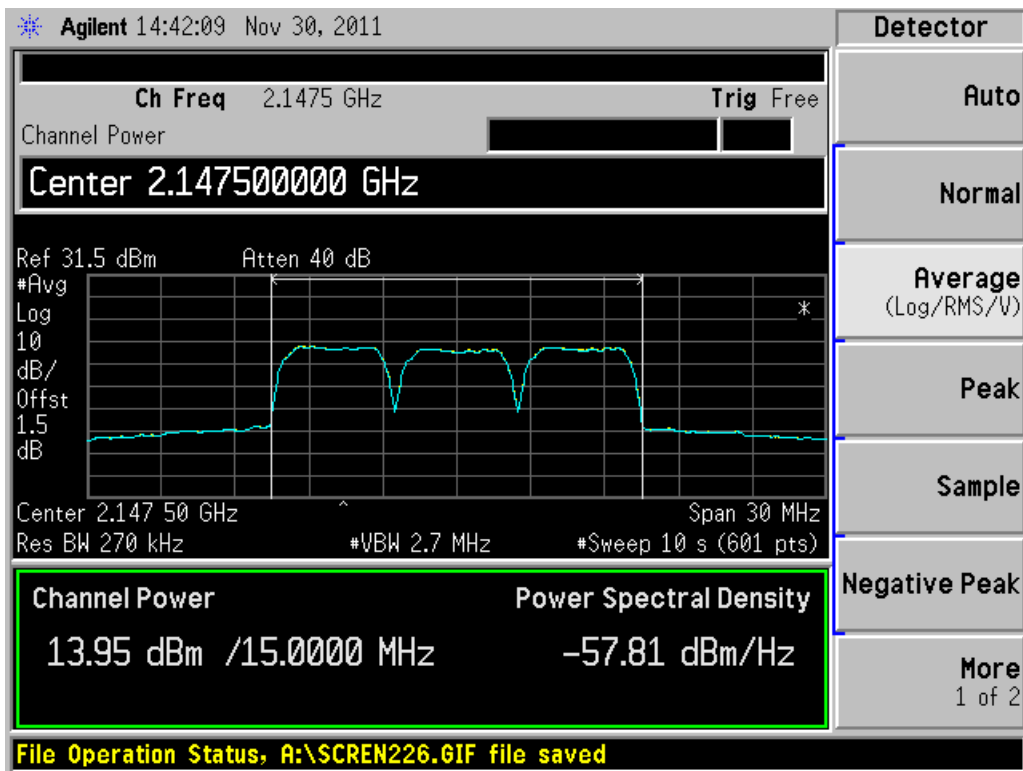 Agilent 14:42:09 Nov 30, 2011
Detector
Ch Freq 2.1475 GHz
Trig Free
Channel Power
Center 2.147500000 GHz
Ref 31.5 dBm
Atten 40 dB
#Avg
Log
10
dB/
Offst
1.5
dB
*
Center 2.147 50 GHz
^
Span 30 MHz
Res BW 270 kHz
#VBW 2.7 MHz
#Sweep 10 s (601 pts)
Channel Power
Power Spectral Density
13.95 dBm /15.0000 MHz
-57.81 dBm/Hz
File Operation Status, A:\SCREN226.GIF file saved
Auto
Normal
Average
(Log/RMS/V)
Peak
Sample
Negative Peak
More
1 of 2